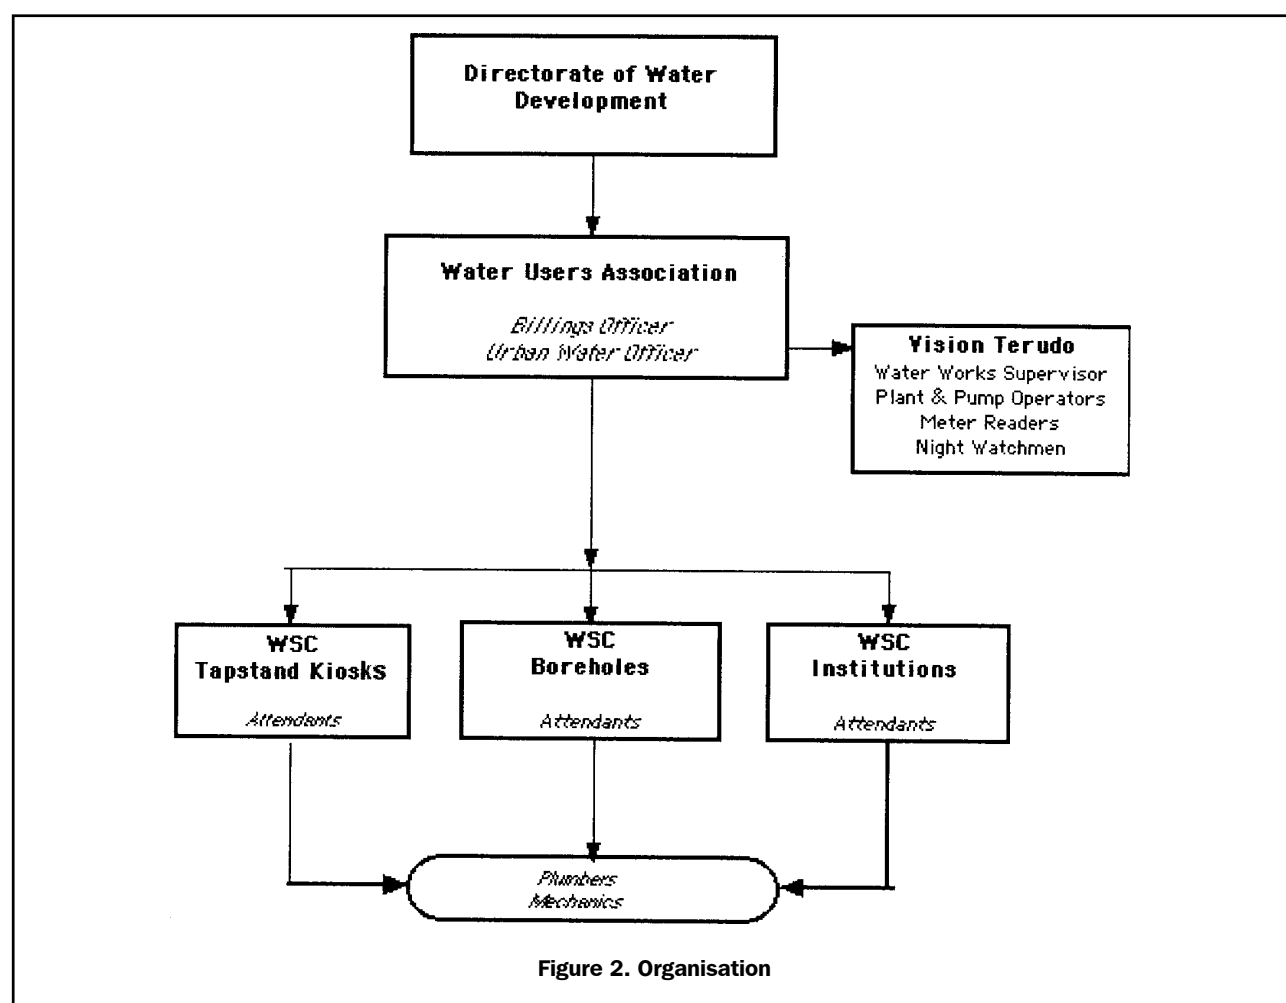 Directorate of Water
Development
Water Users Association
Billings Officer
Urban Water Officer
Vision Terudo
Water Works Supervisor
Plant & Pump Operators
Meter Readers
Night Watchmen
WSC
Tapstand Kiosks
Attendants
WSC
Boreholes
Attendants
WSC
Institutions
Attendants
Plumbers
Mechanics
Figure 2. Organisation